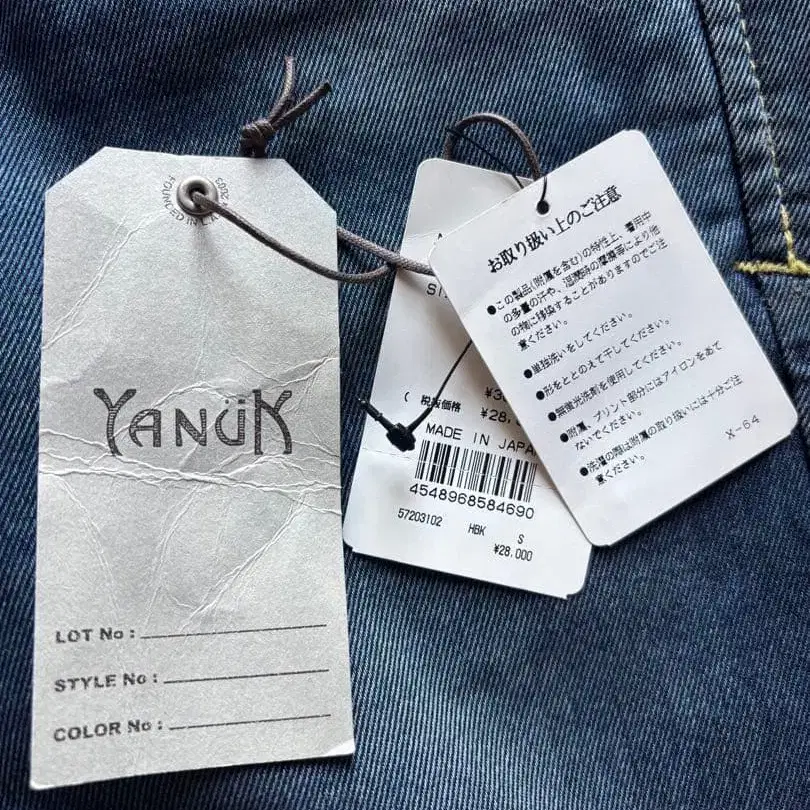 FOUNDED IN L.A. 2003
YANÜK
LOT No :
STYLE No :
COLOR No :
税抜価格
MADE IN JAPAN
4548968584690
57203102 HBK S
¥28,000
お取り扱い上のご注意
●この製品(附属を含む)の特性上、着用中
の多量の汗や、湿潤時の摩擦等により他
の物に移染することがありますのでご注
意ください。
●単独洗いをしてください。
●形をととのえて干してください。
●無蛍光洗剤を使用してください。
●附属、プリント部分にはアイロンをあて
ないでください。
●洗濯の際は附属の取り扱いには十分ご注
意ください。
X-64